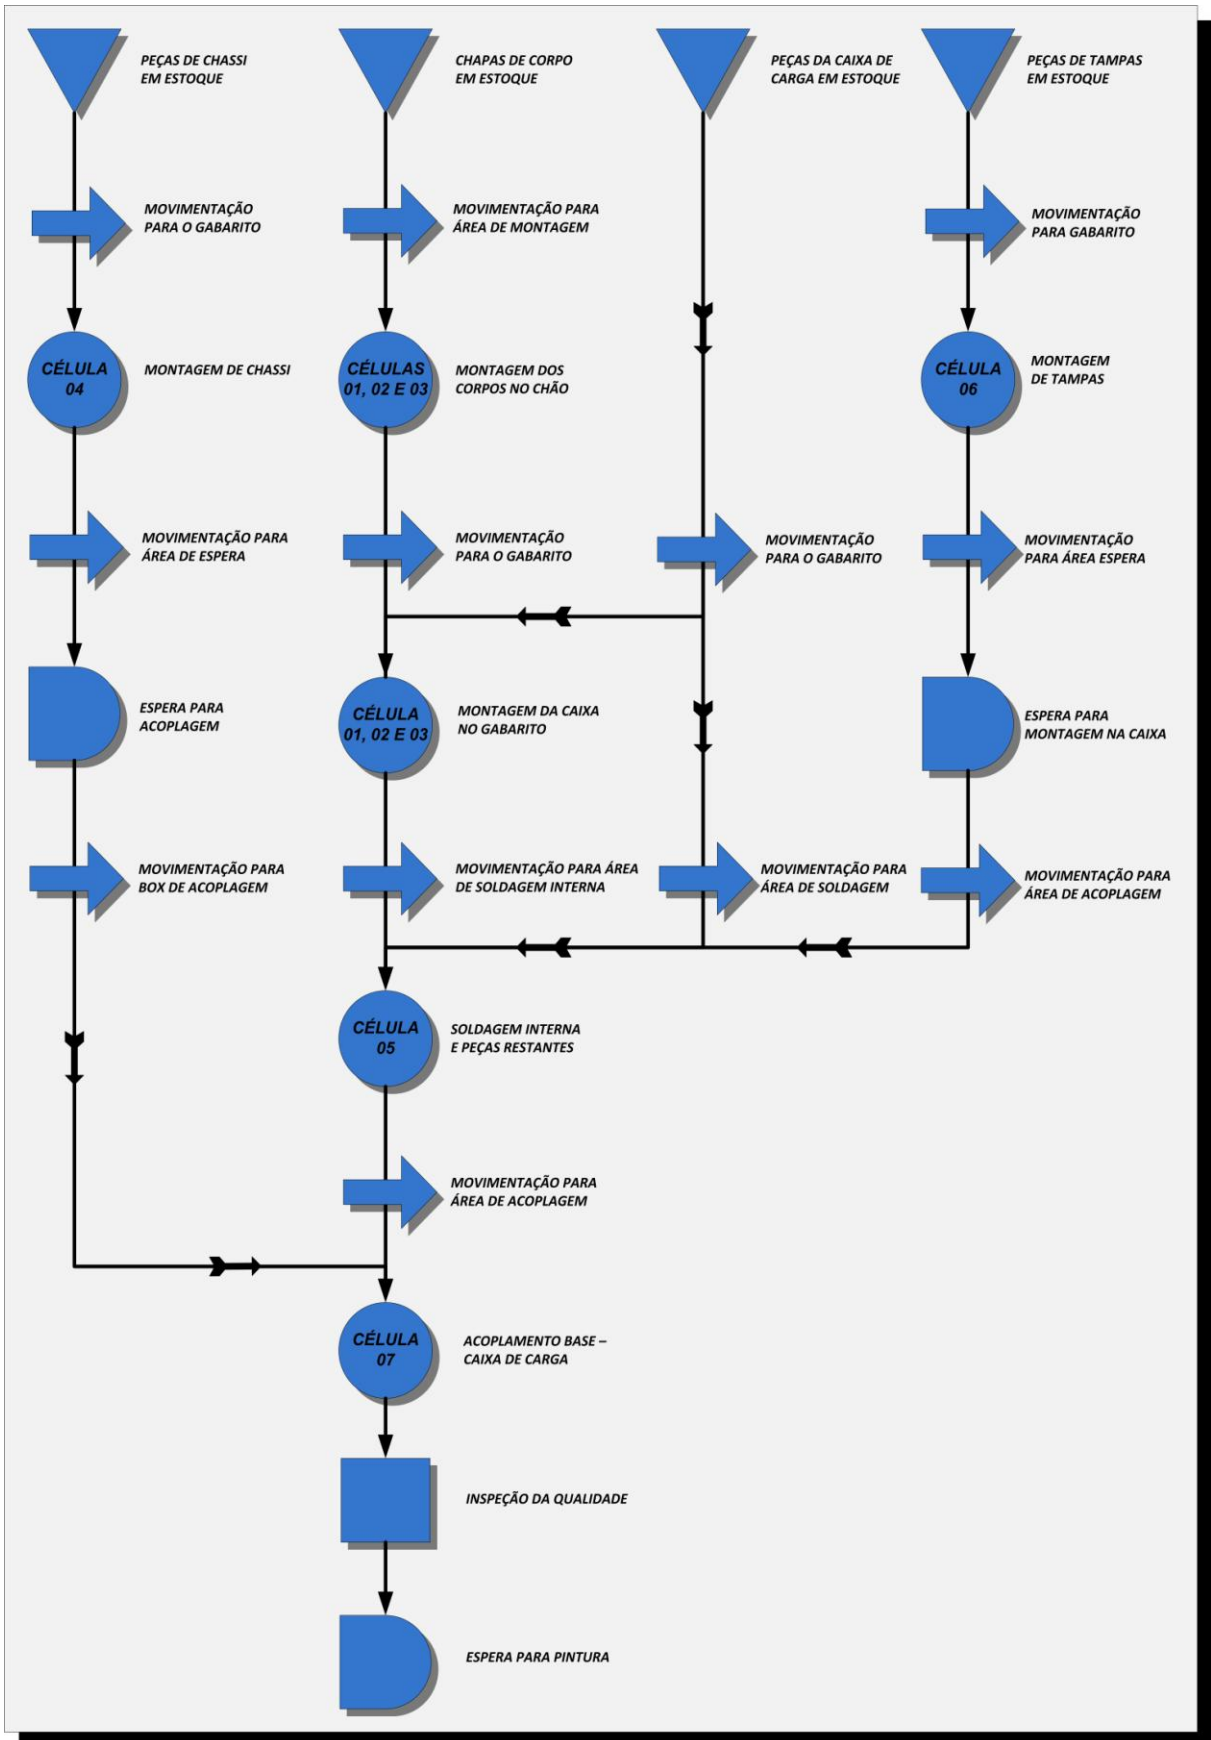 PEÇAS DE CHASSI
EM ESTOQUE
CHAPAS DE CORPO
EM ESTOQUE
PEÇAS DA CAIXA DE
CARGA EM ESTOQUE
PEÇAS DE TAMPAS
EM ESTOQUE
MOVIMENTAÇÃO
PARA O GABARITO
MOVIMENTAÇÃO PARA
ÁREA DE MONTAGEM
MOVIMENTAÇÃO
PARA GABARITO
CÉLULA
04
MONTAGEM DE CHASSI
CÉLULAS
01, 02 E 03
MONTAGEM DOS
CORPOS NO CHÃO
CÉLULA
06
MONTAGEM
DE TAMPAS
MOVIMENTAÇÃO PARA
ÁREA DE ESPERA
MOVIMENTAÇÃO
PARA O GABARITO
MOVIMENTAÇÃO
PARA O GABARITO
MOVIMENTAÇÃO
PARA ÁREA ESPERA
ESPERA PARA
ACOPLAGEM
CÉLULA
01, 02 E 03
MONTAGEM DA CAIXA
NO GABARITO
ESPERA PARA
MONTAGEM NA CAIXA
MOVIMENTAÇÃO PARA
BOX DE ACOPLAGEM
MOVIMENTAÇÃO PARA ÁREA
DE SOLDAGEM INTERNA
MOVIMENTAÇÃO PARA
ÁREA DE SOLDAGEM
MOVIMENTAÇÃO PARA
ÁREA DE ACOPLAGEM
CÉLULA
05
SOLDAGEM INTERNA
E PEÇAS RESTANTES
MOVIMENTAÇÃO PARA
ÁREA DE ACOPLAGEM
CÉLULA
07
ACOPLAMENTO BASE –
CAIXA DE CARGA
INSPEÇÃO DA QUALIDADE
ESPERA PARA PINTURA